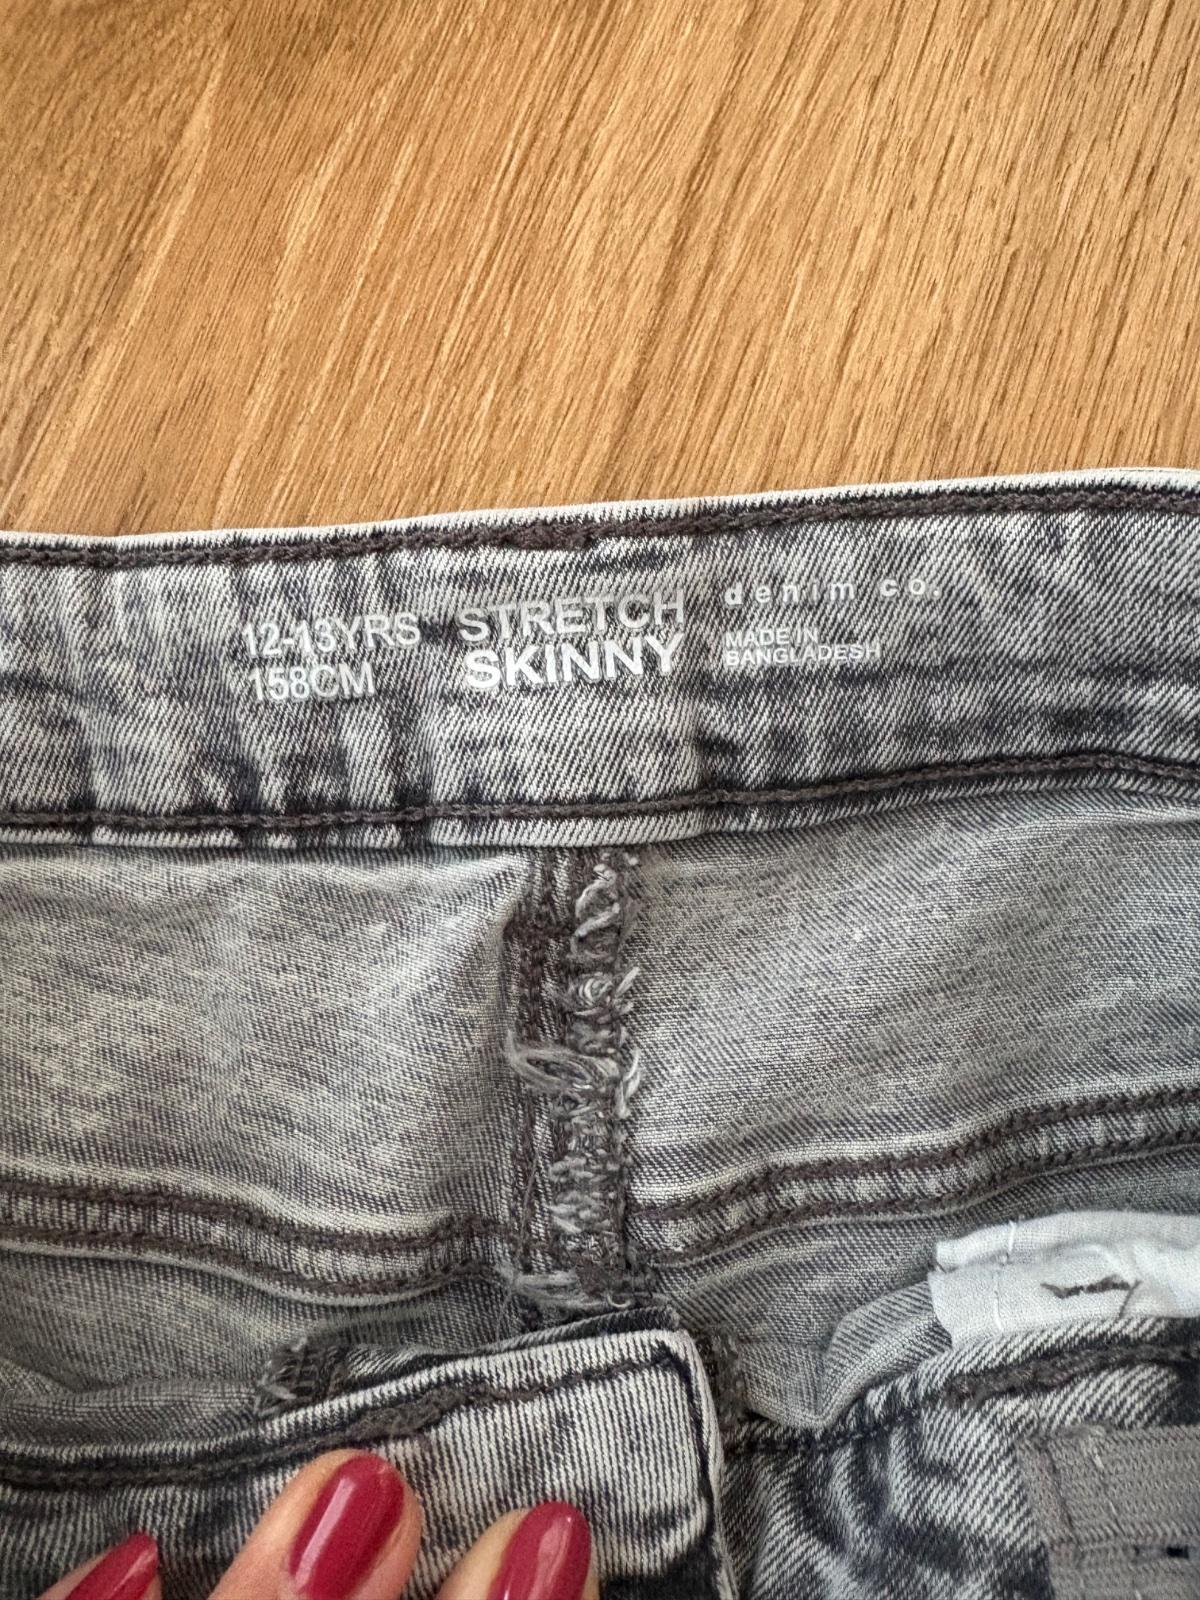 12-13YRS
158CM
STRETCH
SKINNY
denim co.
MADE IN
BANGLADESH